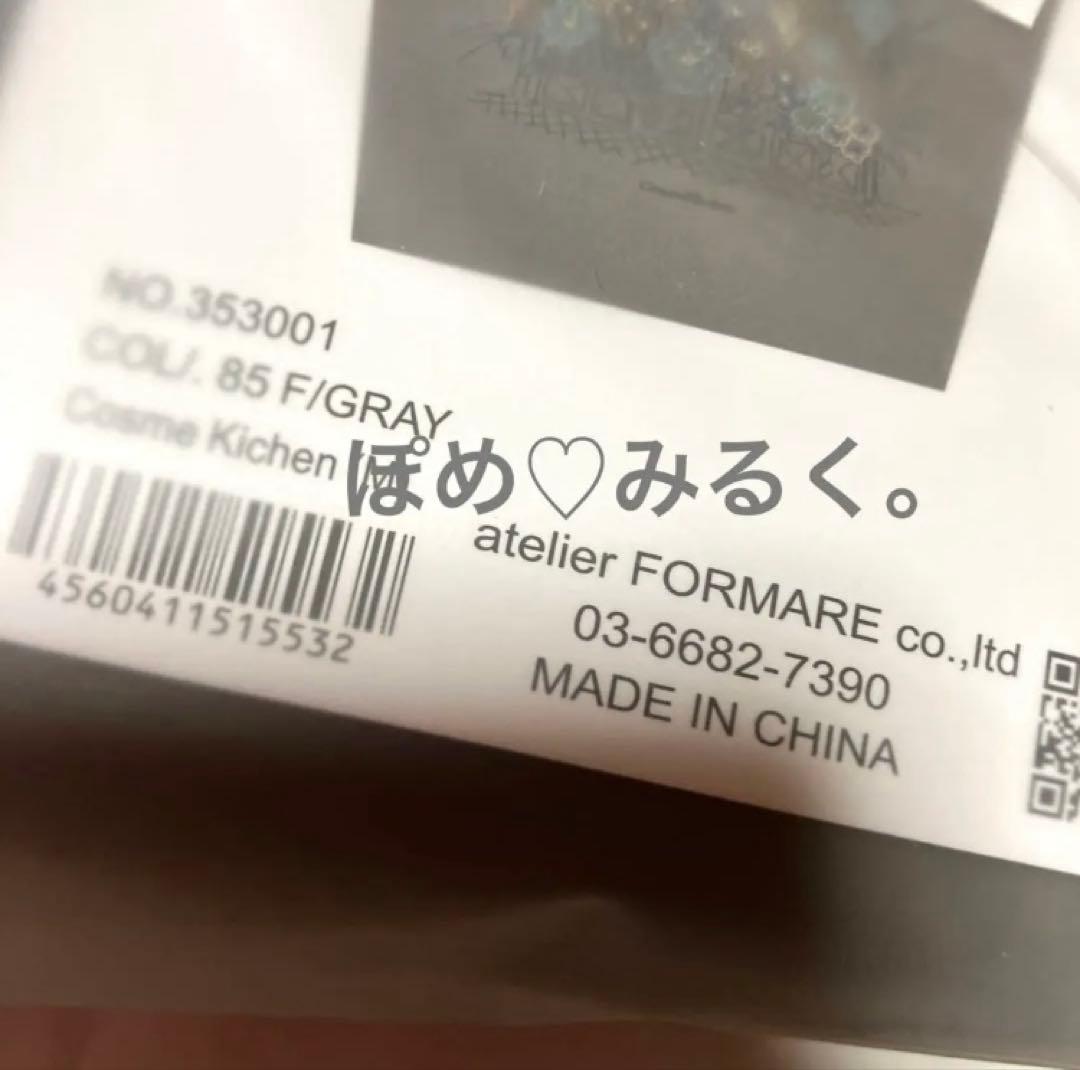 NO.353001
COL/. 85 F/GRAY
Cosme Kichen
ぽめ♡みるく。
4560411515532
atelier FORMARE co.,ltd
03-6682-7390
MADE IN CHINA